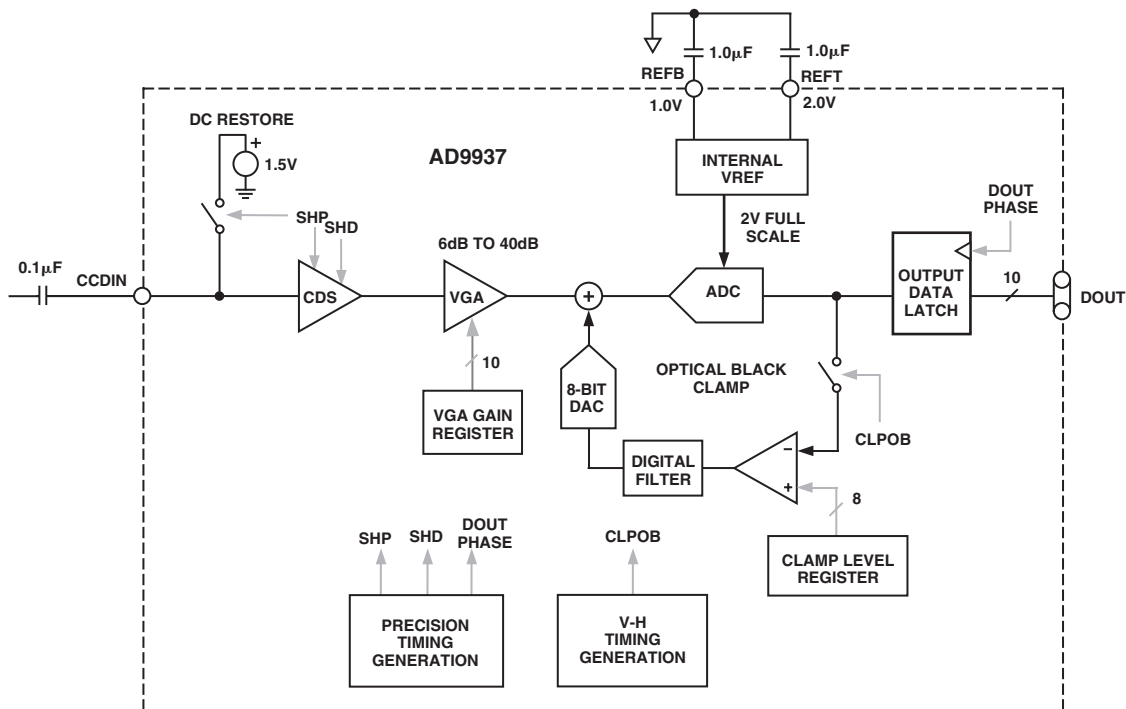 1.0µF
1.0µF
REFB
REFT
1.0V
2.0V
DC RESTORE
+
1.5V
AD9937
INTERNAL
VREF
DOUT
PHASE
SHP
SHD
2V FULL
SCALE
6dB TO 40dB
0.1µF
CCDIN
CDS
VGA
+
ADC
OUTPUT
DATA
LATCH
10
DOUT
10
8-BIT
DAC
OPTICAL BLACK
CLAMP
VGA GAIN
REGISTER
CLPOB
DIGITAL
FILTER
–
+
8
SHP
SHD
DOUT
PHASE
CLPOB
CLAMP LEVEL
REGISTER
PRECISION
TIMING
GENERATION
V-H
TIMING
GENERATION